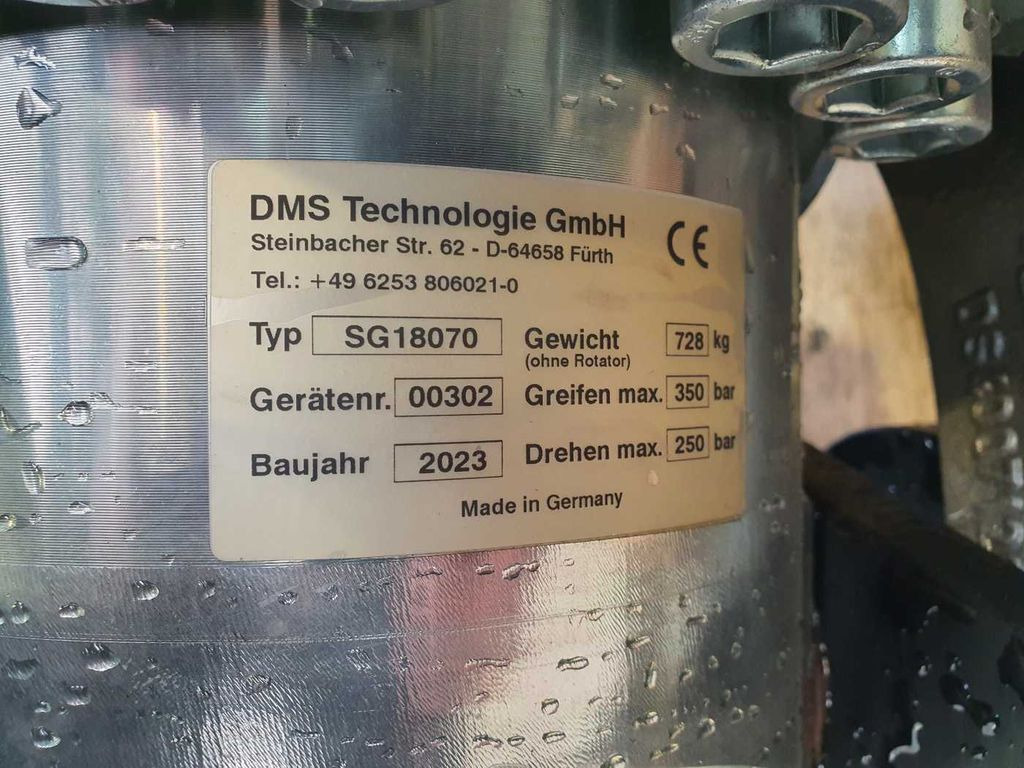 DMS Technologie GmbH
Steinbacher Str. 62 - D-64658 Fürth
CE
Tel.: +49 6253 806021-0
Typ SG18070 Gewicht 728 kg
(ohne Rotator)
Gerätenr. 00302 Greifen max. 350 bar
Baujahr 2023 Drehen max. 250 bar
Made in Germany